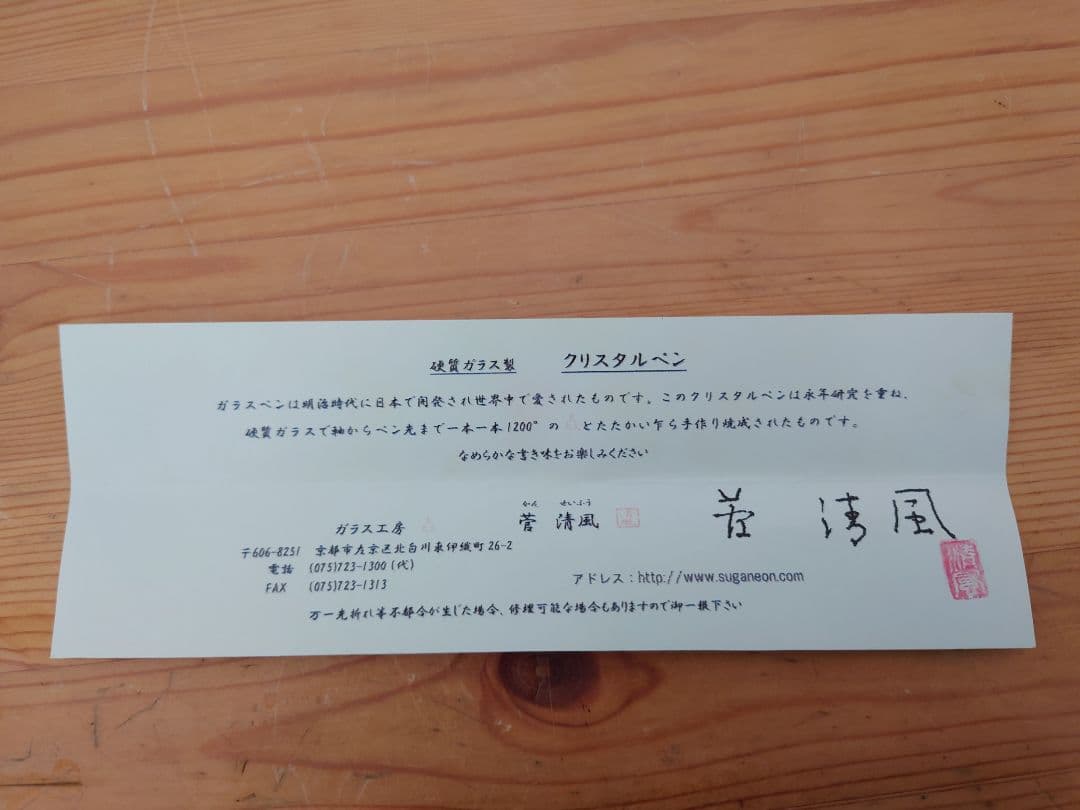 硬質ガラス製 クリスタルペン
ガラスペンは明治時代に日本で開発され世界中で愛されたものです。このクリスタルペンは永年研究を重ね、
硬質ガラスで軸からペン先まで一本一本1200°の とたたかい乍ら手作り焼成されたものです。
なめらかな書き味をお楽しみください
かん せいふう
ガラス工房 菅 清風 菅 清風
〒606-8251 京都市左京区北白川東伊織町26-2
電話 (075)723-1300(代)
FAX (075)723-1313
アドレス:http://www.suganeon.com
清風
万一先折れ等不都合が生じた場合、修理可能な場合もありますので御一報下さい